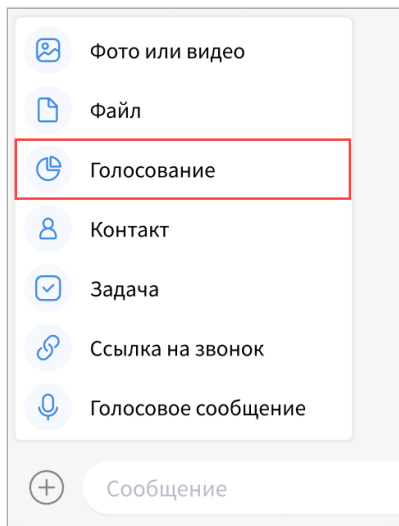 Фото или видео
Файл
Голосование
Контакт
Задача
Ссылка на звонок
Голосовое сообщение
Сообщение